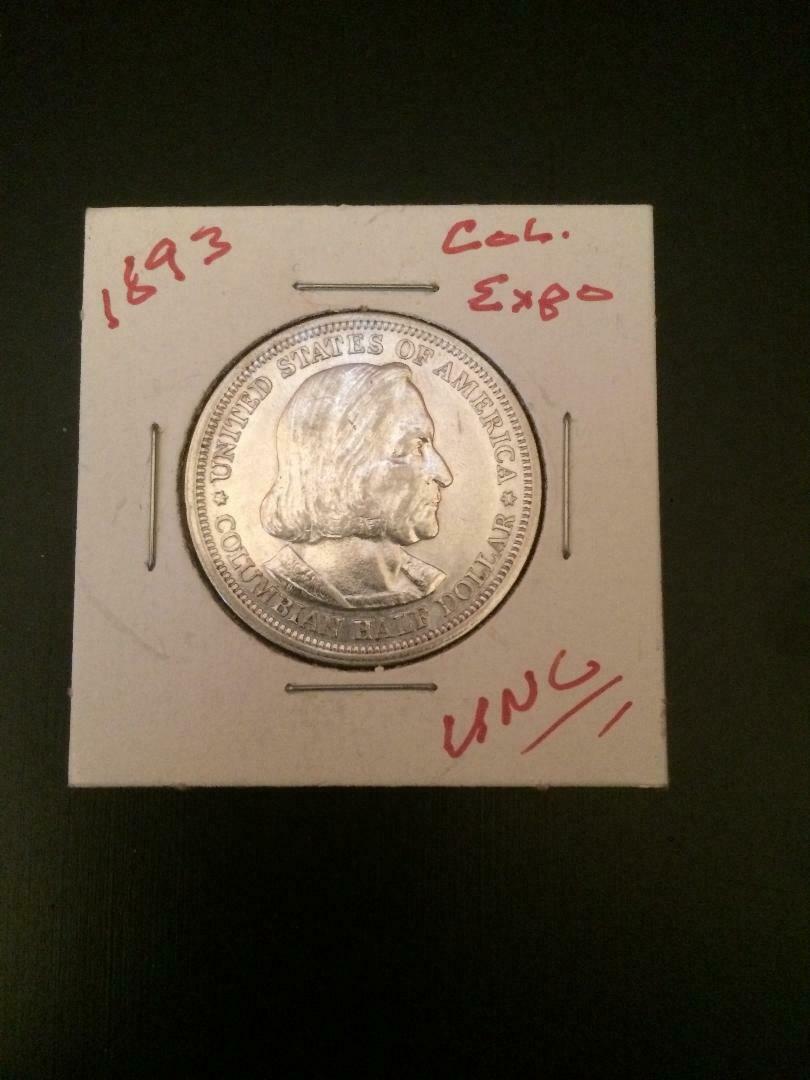 1893
Col.
Expo
UNITED STATES OF AMERICA
COLUMBIAN HALF DOLLAR
UNC